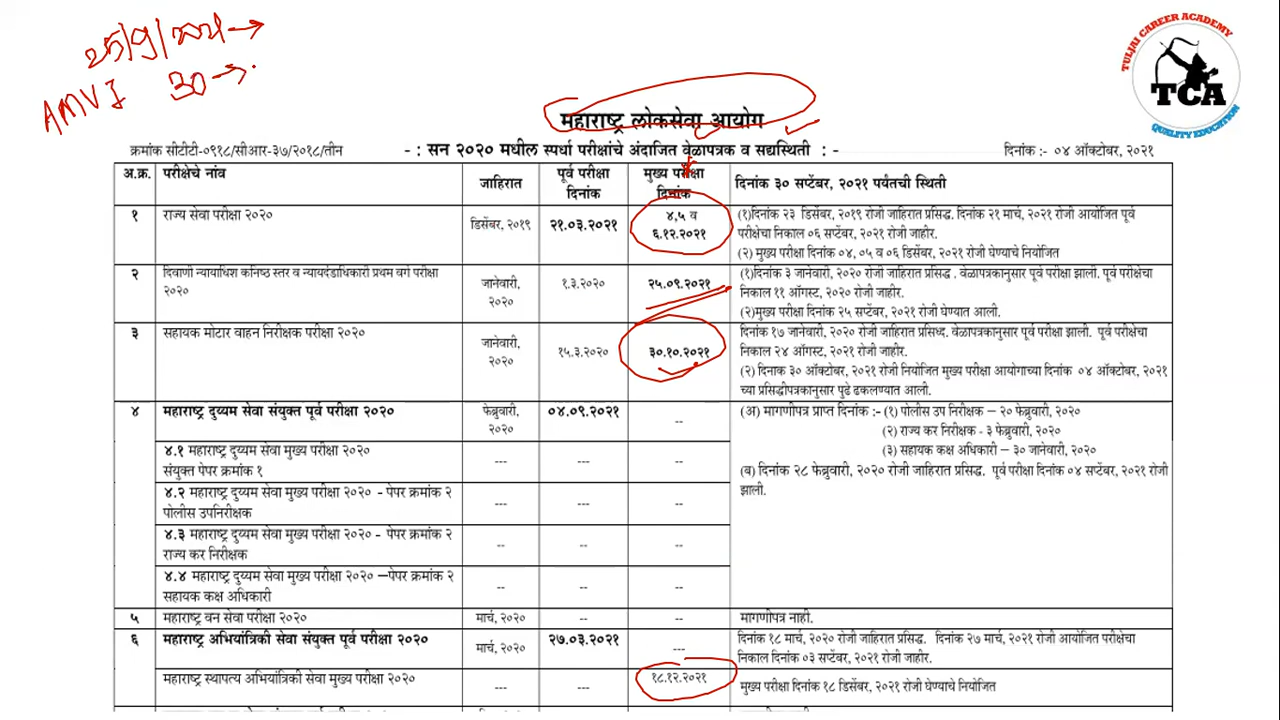 AMVI 30 →
TULJAI CAREER ACADEMY
TCA
QUALITY EDUCATION
महाराष्ट्र लोकसेवा आयोग
क्रमांक सीटीटी-०९१८/सीआर-३७/२०१८/तीन
-: सन २०२० मधील स्पर्धा परीक्षांचे अंदाजित वेळापत्रक व सद्यस्थिती :-
दिनांक :- ०४ ऑक्टोबर, २०२१
अ.क्र. परीक्षेचे नांव जाहिरात पूर्व परीक्षा दिनांक मुख्य परीक्षा दिनांक दिनांक ३० सप्टेंबर, २०२१ पर्यंतची स्थिती
१ राज्य सेवा परीक्षा २०२० डिसेंबर, २०१९ २१.०३.२०२१ ४,५ व ६.१२.२०२१
(१)दिनांक २३ डिसेंबर, २०१९ रोजी जाहिरात प्रसिद्ध. दिनांक २१ मार्च, २०२१ रोजी आयोजित पूर्व
परीक्षेचा निकाल ०६ सप्टेंबर, २०२१ रोजी जाहीर.
(२) मुख्य परीक्षा दिनांक ०४, ०५ व ०६ डिसेंबर, २०२१ रोजी घेण्याचे नियोजित
२ दिवाणी न्यायाधिश कनिष्ठ स्तर व न्यायदंडाधिकारी प्रथम वर्ग परीक्षा
२०२० जानेवारी, २०२० १.३.२०२० २५.०९.२०२१
(१)दिनांक ३ जानेवारी, २०२० रोजी जाहिरात प्रसिद्ध . वेळापत्रकानुसार पूर्व परीक्षा झाली. पूर्व परीक्षेचा
निकाल ११ ऑगस्ट, २०२० रोजी जाहीर.
(२)मुख्य परीक्षा दिनांक २५ सप्टेंबर, २०२१ रोजी घेण्यात आली.
३ सहायक मोटार वाहन निरीक्षक परीक्षा २०२० जानेवारी, २०२० १५.३.२०२० ३०.१०.२०२१
दिनांक १७ जानेवारी, २०२० रोजी जाहिरात प्रसिध्द. वेळापत्रकानुसार पूर्व परीक्षा झाली. पूर्व परीक्षेचा
निकाल २४ ऑगस्ट, २०२१ रोजी जाहीर.
(२) दिनांक ३० ऑक्टोबर, २०२१ रोजी नियोजित मुख्य परीक्षा आयोगाच्या दिनांक ०४ ऑक्टोबर, २०२१
च्या प्रसिद्धीपत्रकानुसार पुढे ढकलण्यात आली.
४ महाराष्ट्र दुय्यम सेवा संयुक्त पूर्व परीक्षा २०२० फेब्रुवारी, २०२० ०४.०९.२०२१ --
(अ) मागणीपत्र प्राप्त दिनांक :- (१) पोलीस उप निरीक्षक – २० फेब्रुवारी, २०२०
(२) राज्य कर निरीक्षक - ३ फेब्रुवारी, २०२०
(३) सहायक कक्ष अधिकारी – ३० जानेवारी, २०२०
(ब) दिनांक २८ फेब्रुवारी, २०२० रोजी जाहिरात प्रसिद्ध. पूर्व परीक्षा दिनांक ०४ सप्टेंबर, २०२१ रोजी
झाली.
४.१ महाराष्ट्र दुय्यम सेवा मुख्य परीक्षा २०२०
संयुक्त पेपर क्रमांक १ --- -- --
४.२ महाराष्ट्र दुय्यम सेवा मुख्य परीक्षा २०२० - पेपर क्रमांक २
पोलीस उपनिरीक्षक --- --- --
४.३ महाराष्ट्र दुय्यम सेवा मुख्य परीक्षा २०२० - पेपर क्रमांक २
राज्य कर निरीक्षक -- -- --
४.४ महाराष्ट्र दुय्यम सेवा मुख्य परीक्षा २०२० –पेपर क्रमांक २
सहायक कक्ष अधिकारी -- -- --
५ महाराष्ट्र वन सेवा परीक्षा २०२० मार्च, २०२० -- -- मागणीपत्र नाही.
६ महाराष्ट्र अभियांत्रिकी सेवा संयुक्त पूर्व परीक्षा २०२० मार्च, २०२० २७.०३.२०२१ ---
दिनांक १८ मार्च, २०२० रोजी जाहिरात प्रसिद्ध. दिनांक २७ मार्च, २०२१ रोजी आयोजित परीक्षेचा
निकाल दिनांक ०३ सप्टेंबर, २०२१ रोजी जाहीर.
महाराष्ट्र स्थापत्य अभियांत्रिकी सेवा मुख्य परीक्षा २०२० --- --- १८.१२.२०२१ मुख्य परीक्षा दिनांक १८ डिसेंबर, २०२१ रोजी घेण्याचे नियोजित